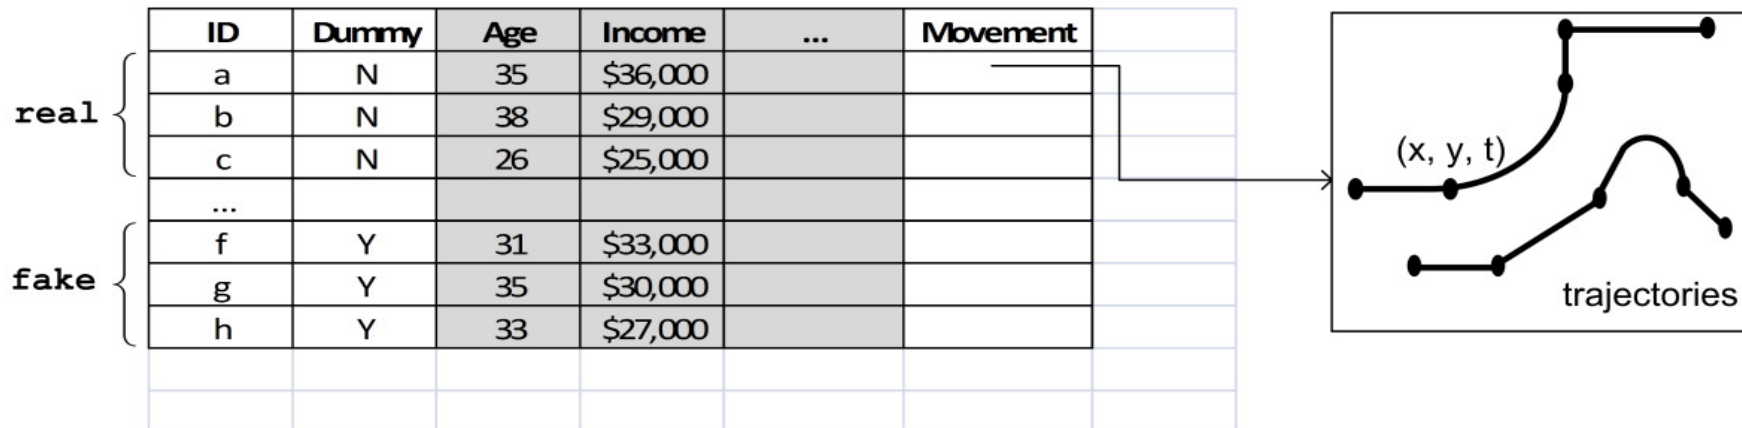 ID Dummy Age Income ... Movement
a N 35 $36,000
real b N 38 $29,000
c N 26 $25,000
...
f Y 31 $33,000
fake g Y 35 $30,000
h Y 33 $27,000
(x, y, t)
trajectories